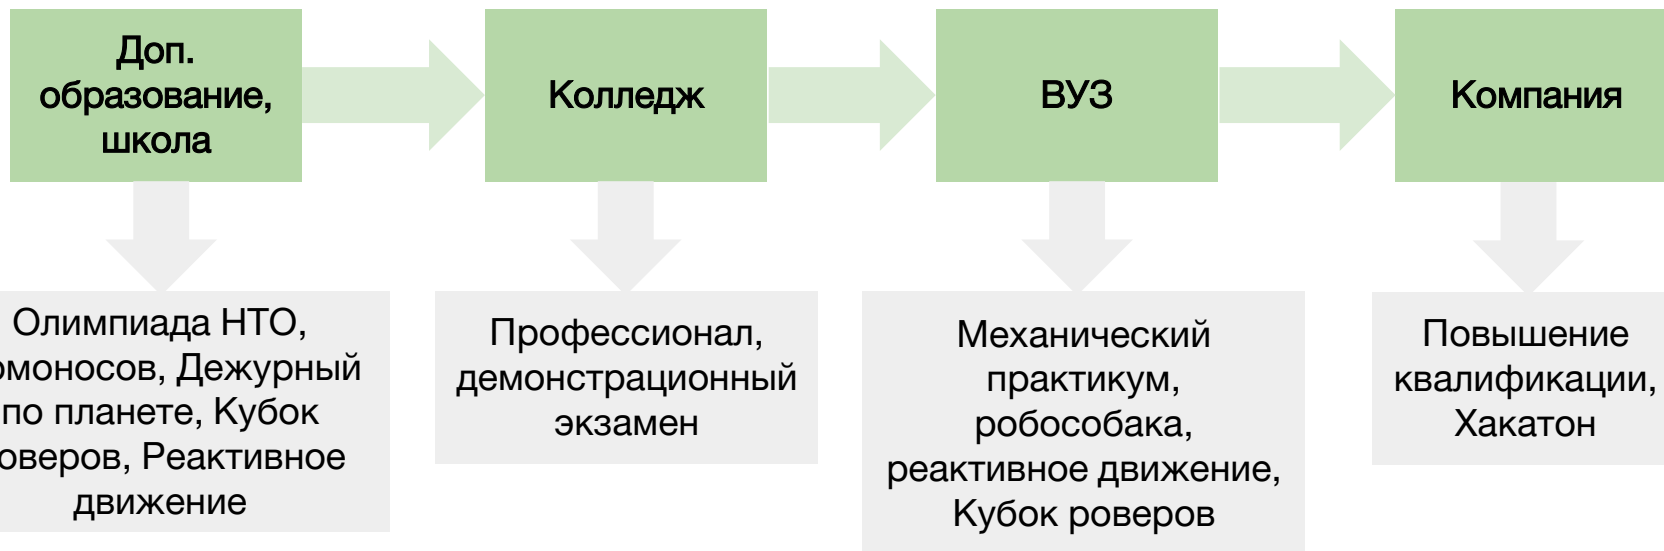 Доп.
образование,
школа
Колледж
ВУЗ
Компания
Олимпиада НТО,
омоносов, Дежурный
по планете, Кубок
оверов, Реактивное
движение
Профессионал,
демонстрационный
экзамен
Механический
практикум,
робособака,
реактивное движение,
Кубок роверов
Повышение
квалификации,
Хакатон